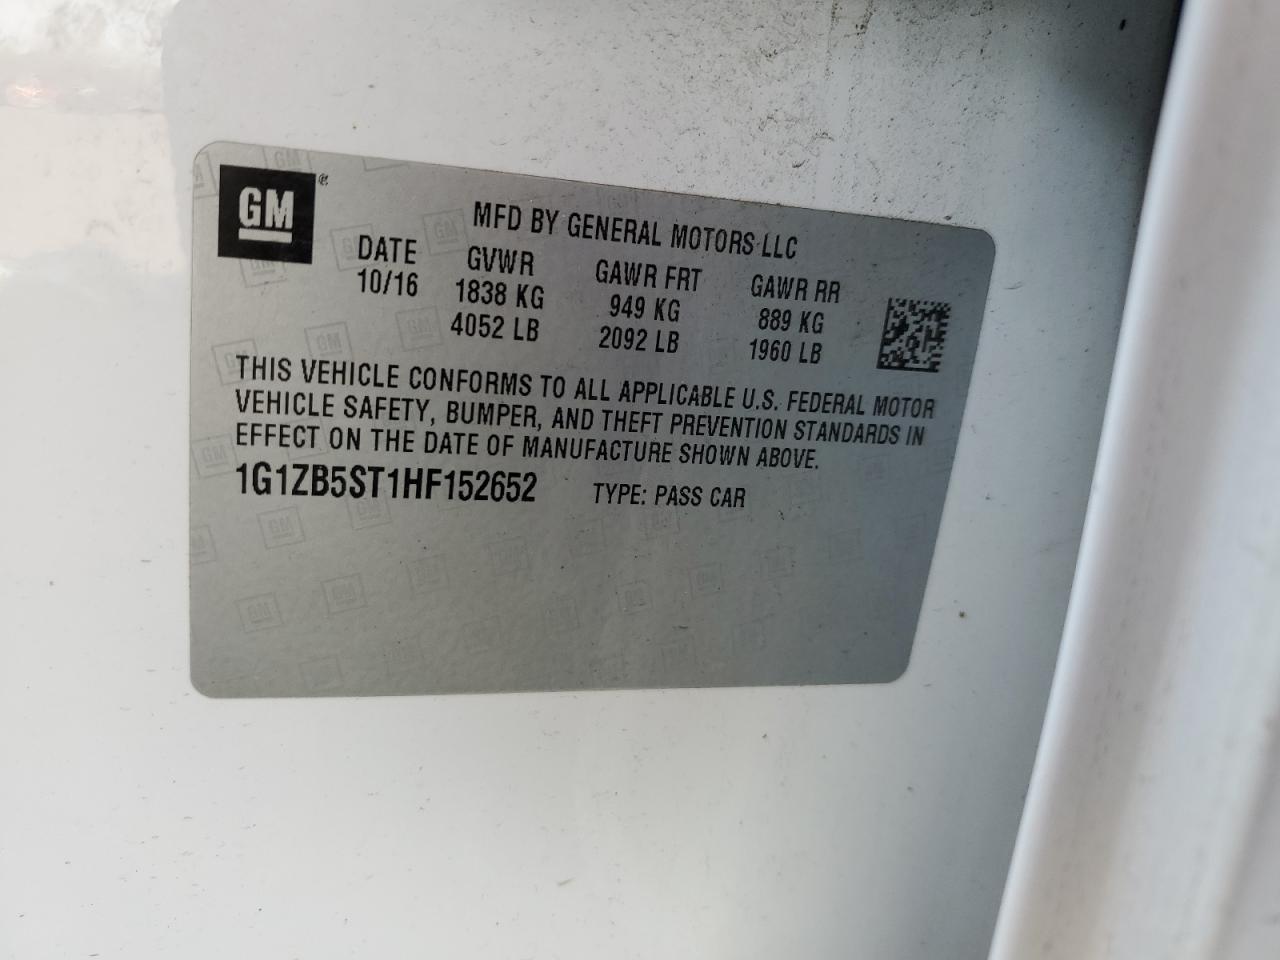 GM®
MFD BY GENERAL MOTORS LLC
DATE GVWR GAWR FRT GAWR RR
10/16 1838 KG 949 KG 889 KG
4052 LB 2092 LB 1960 LB
THIS VEHICLE CONFORMS TO ALL APPLICABLE U.S. FEDERAL MOTOR
VEHICLE SAFETY, BUMPER, AND THEFT PREVENTION STANDARDS IN
EFFECT ON THE DATE OF MANUFACTURE SHOWN ABOVE.
1G1ZB5ST1HF152652 TYPE: PASS CAR